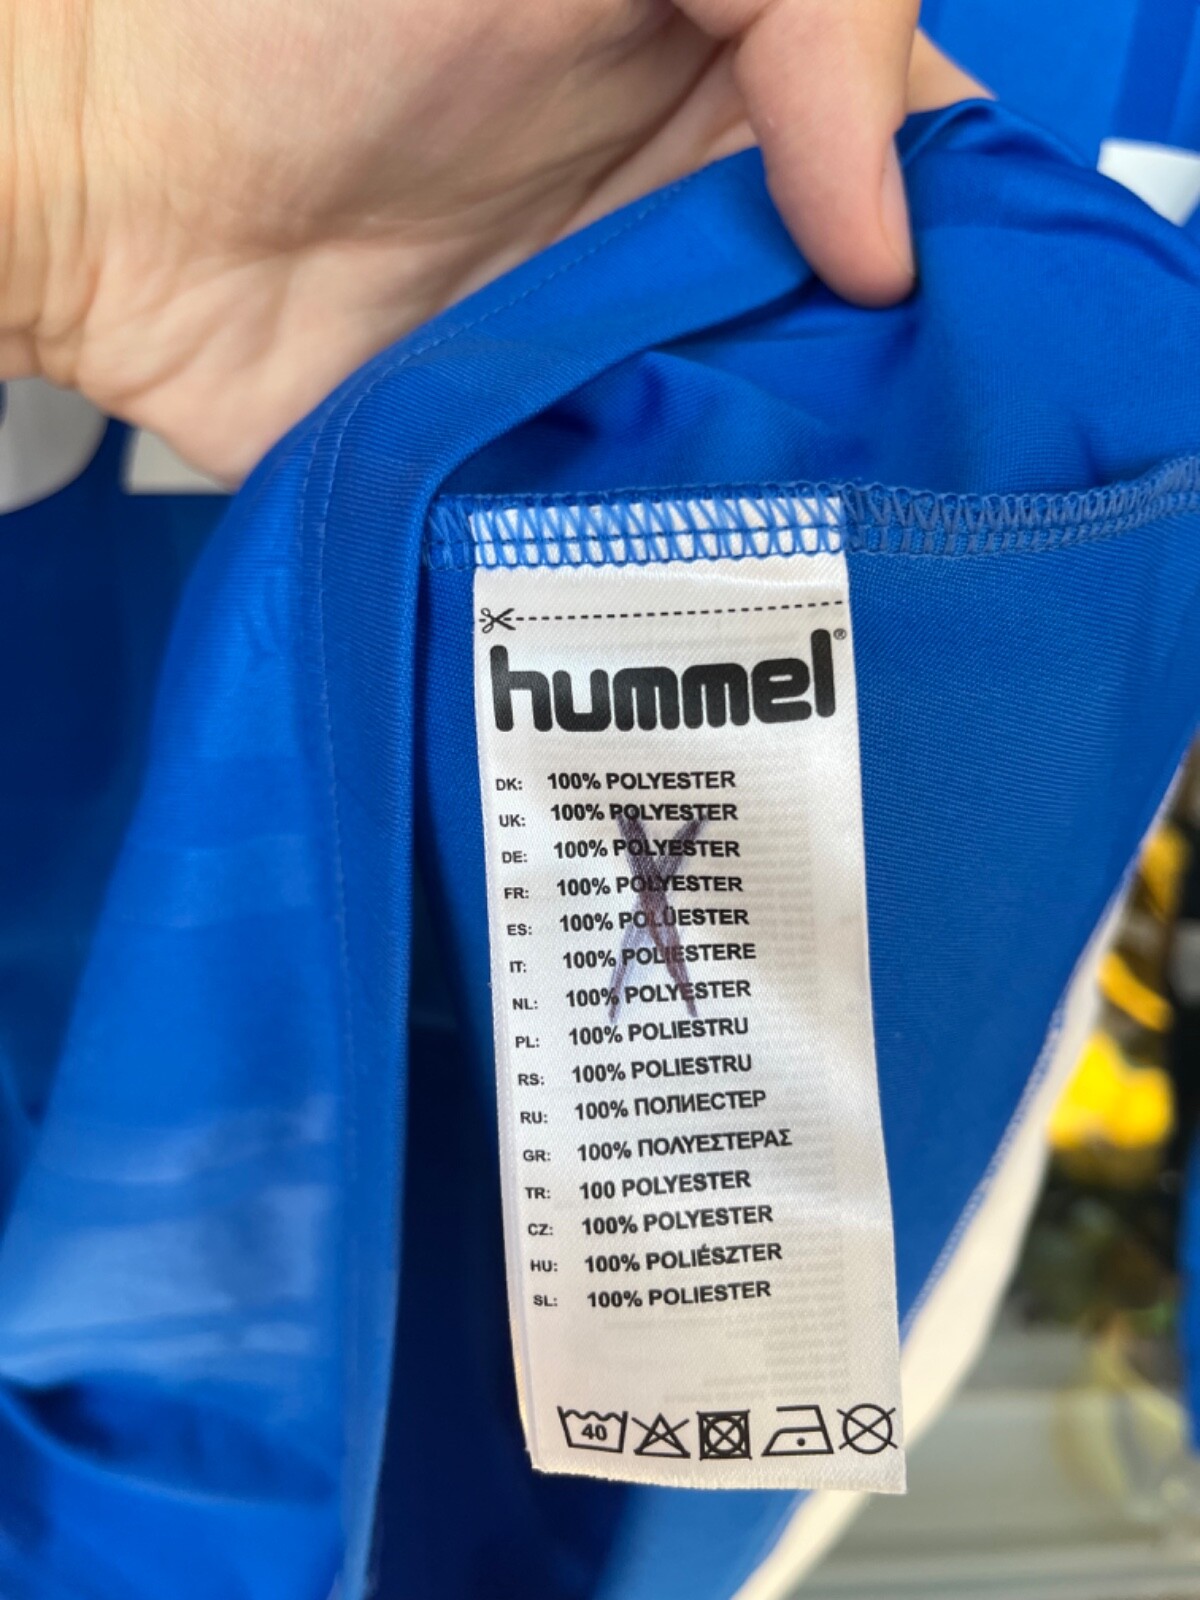 hummel®
DK: 100% POLYESTER
UK: 100% POLYESTER
DE: 100% POLYESTER
FR: 100% POLYESTER
ES: 100% POLÜESTER
IT: 100% POLIESTERE
NL: 100% POLYESTER
PL: 100% POLIESTRU
RS: 100% POLIESTRU
RU: 100% ПОЛИЕСТЕР
GR: 100% ΠΟΛΥΕΣΤΕΡΑΣ
TR: 100 POLYESTER
CZ: 100% POLYESTER
HU: 100% POLIÉSZTER
SL: 100% POLIESTER
40